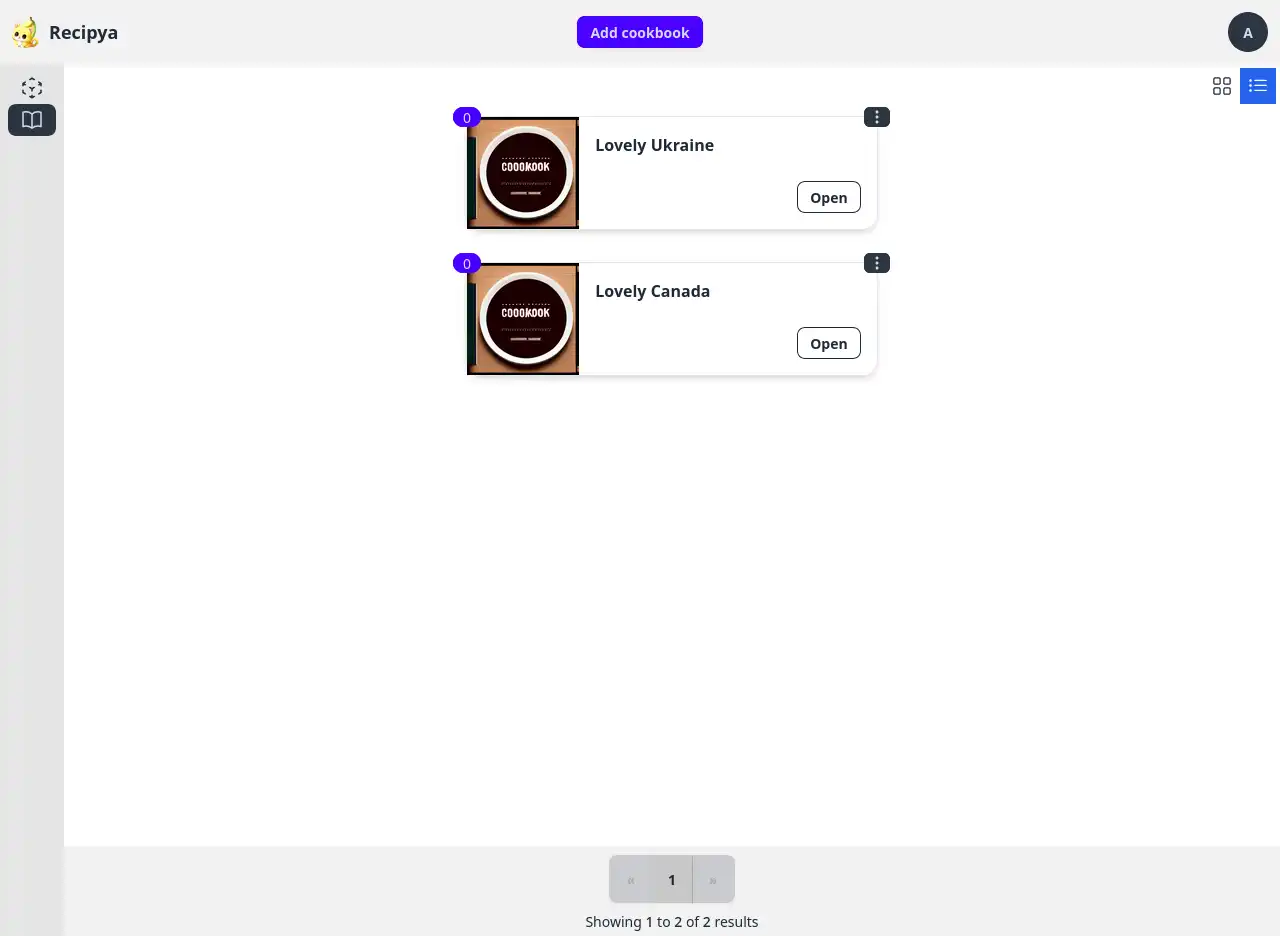 Recipya
Add cookbook
A
0
COOOKOOK
Lovely Ukraine
Open
0
COOOKOOK
Lovely Canada
Open
« 1 »
Showing 1 to 2 of 2 results